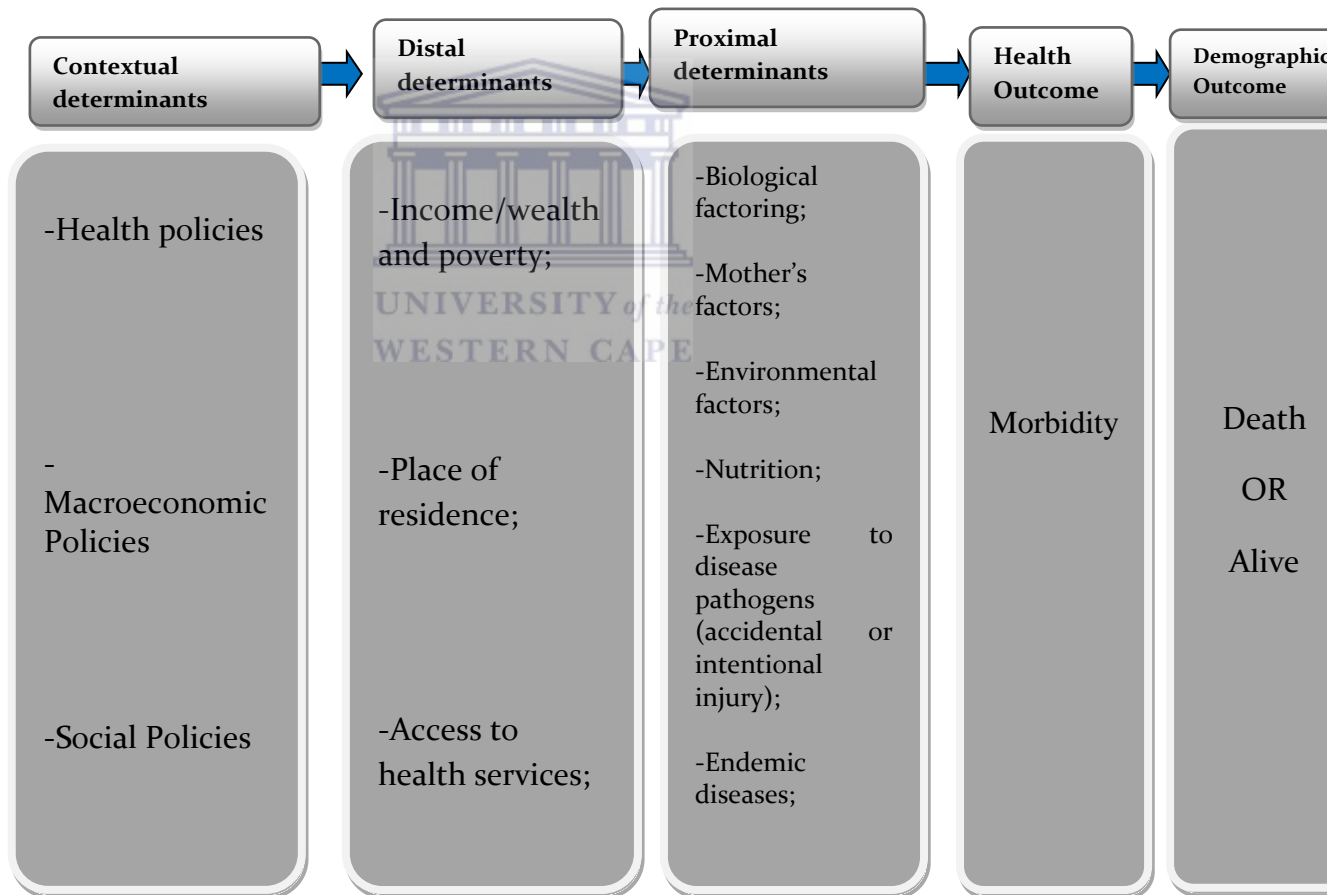 Contextual
determinants
Distal
determinants
Proximal
determinants
Health
Outcome
Demographic
Outcome
-Health policies
-
Macroeconomic
Policies
-Social Policies
-Income/wealth
and poverty;
-Place of
residence;
-Access to
health services;
-Biological
factoring;
-Mother's
factors;
-Environmental
factors;
-Nutrition;
-Exposure to
disease
pathogens
(accidental or
intentional
injury);
-Endemic
diseases;
Morbidity
Death
OR
Alive
UNIVERSITY of the
WESTERN CAPE